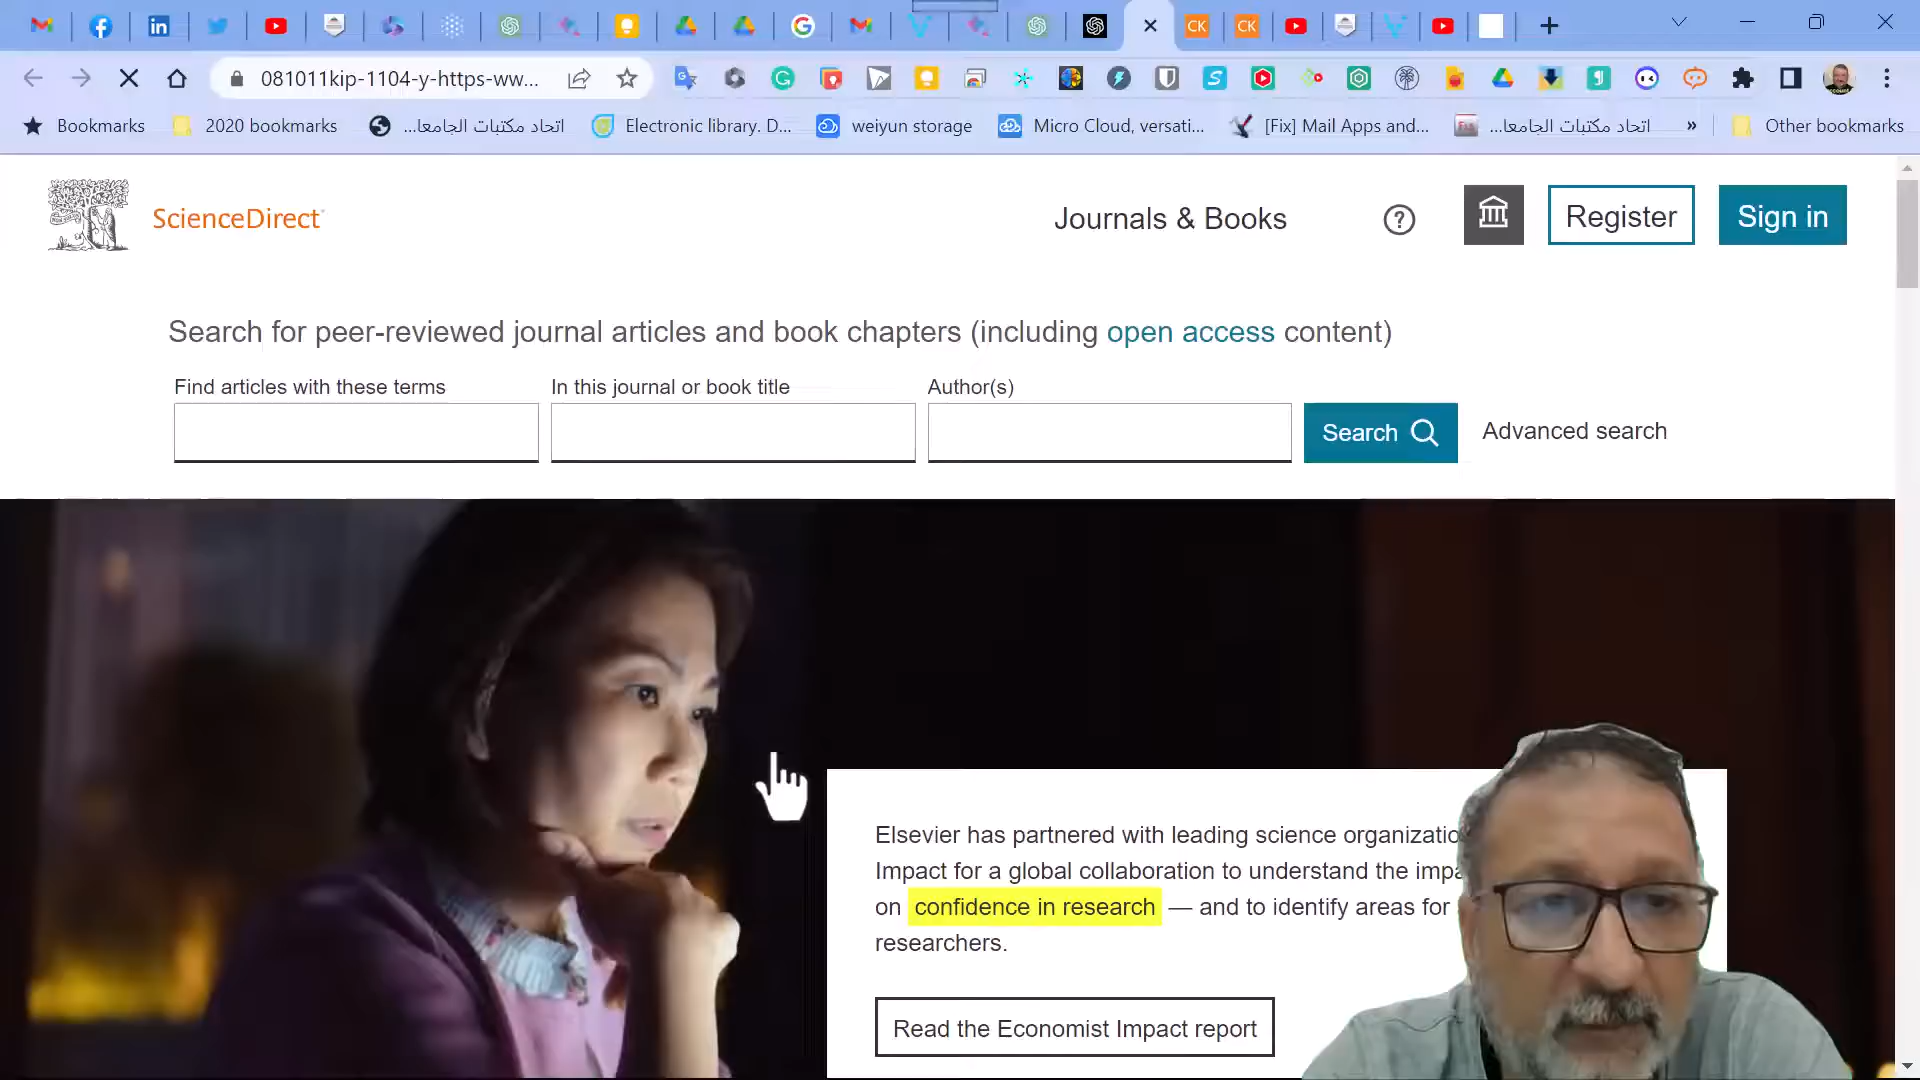 081011kip-1104-y-https-ww...
Bookmarks
2020 bookmarks
اتحاد مكتبات الجامعا...
Electronic library. D...
weiyun storage
Micro Cloud, versati...
[Fix] Mail Apps and...
اتحاد مكتبات الجامعا...
»
Other bookmarks
ScienceDirect
Journals & Books
Register
Sign in
Search for peer-reviewed journal articles and book chapters (including open access content)
Find articles with these terms
In this journal or book title
Author(s)
Search
Advanced search
Elsevier has partnered with leading science organizatio
Impact for a global collaboration to understand the impa
on confidence in research — and to identify areas for
researchers.
Read the Economist Impact report